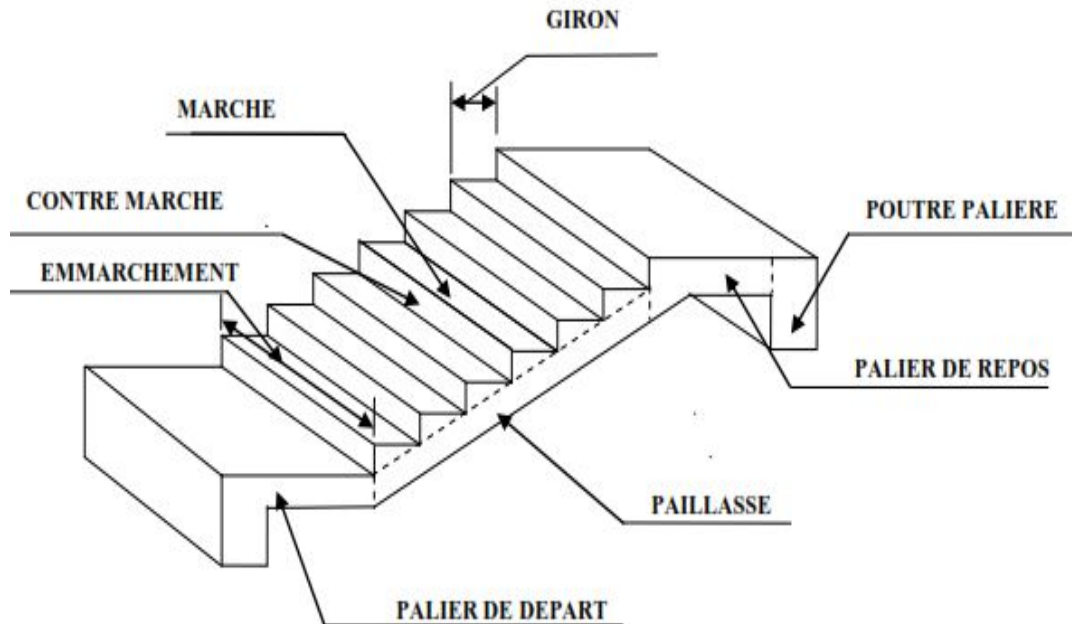 GIRON
MARCHE
CONTRE MARCHE
POUTRE PALIERE
EMMARCHEMENT
PALIER DE REPOS
PAILLASSE
PALIER DE DEPART